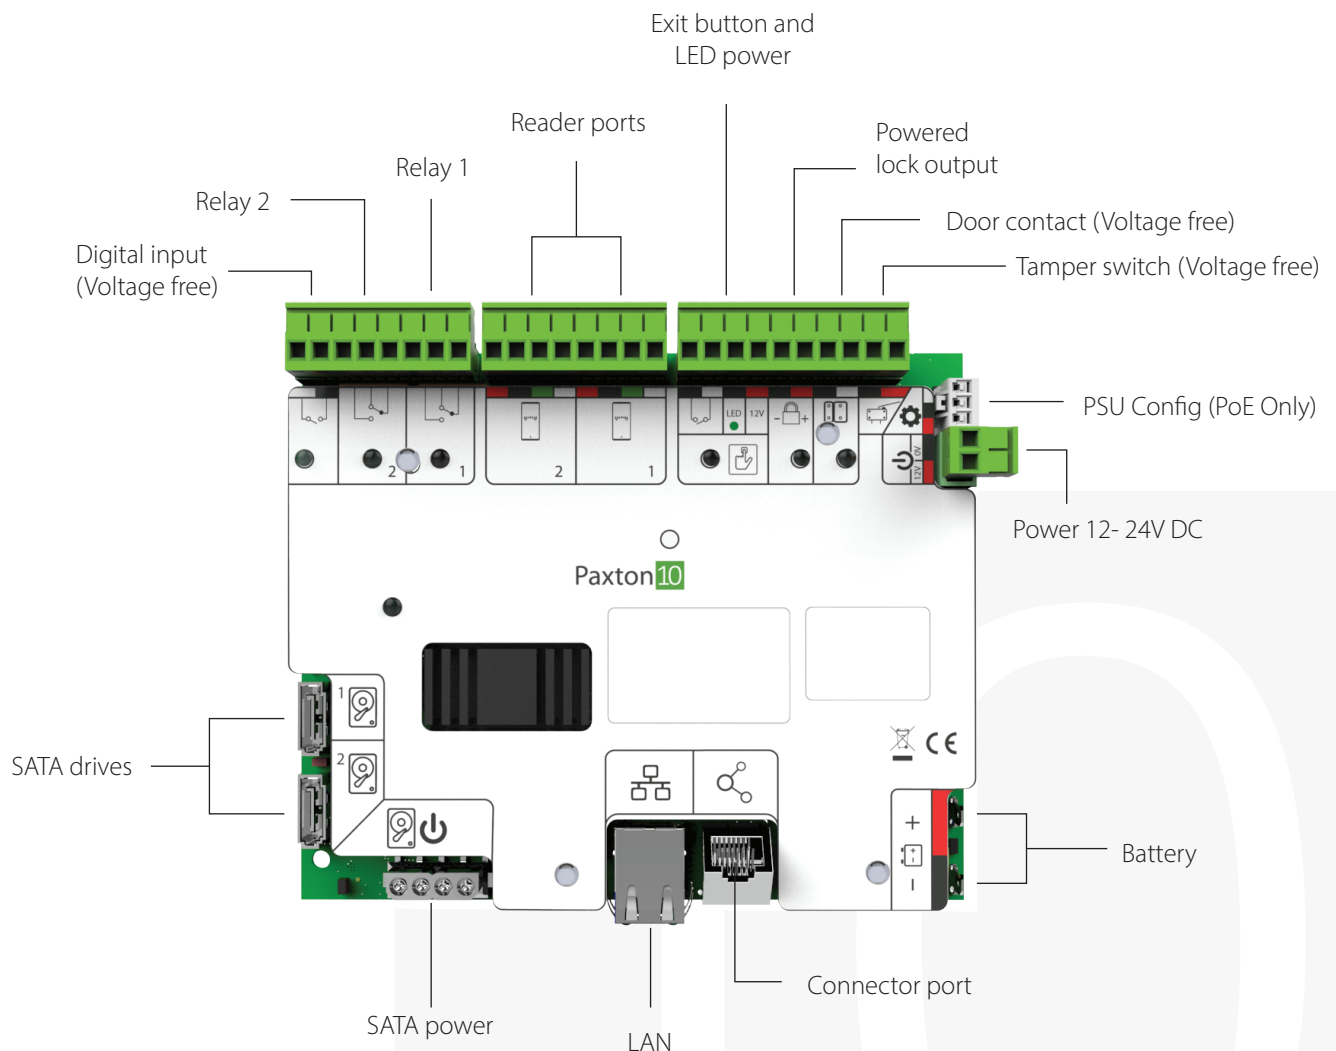 Exit button and
LED power
Reader ports
Powered
lock output
Relay 1
Relay 2
Door contact (Voltage free)
Digital input
(Voltage free)
Tamper switch (Voltage free)
PSU Config (PoE Only)
LED
12V
- +
2
1
2
1
0V
12V
Power 12- 24V DC
Paxton10
1
2
SATA drives
CE
+
+ -
-
Battery
Connector port
SATA power
LAN
10